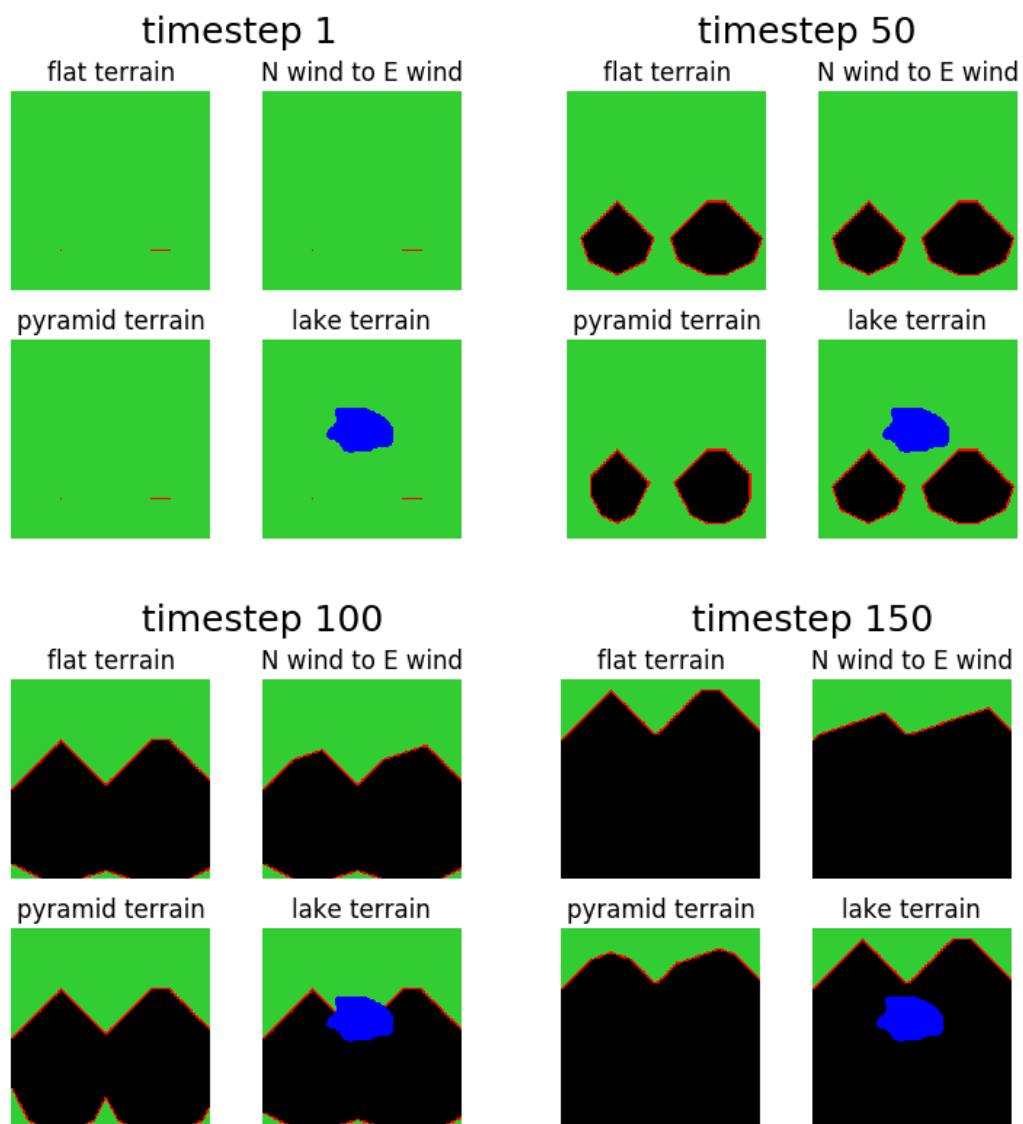 timestep 1
flat terrain
N wind to E wind
pyramid terrain
lake terrain
timestep 50
flat terrain
N wind to E wind
pyramid terrain
lake terrain
timestep 100
flat terrain
N wind to E wind
pyramid terrain
lake terrain
timestep 150
flat terrain
N wind to E wind
pyramid terrain
lake terrain